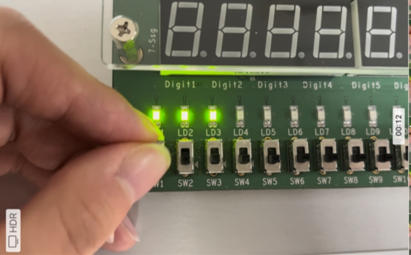 7-Seg
Digit1 Digit2 Digit3 Digit4 Digit5
LD2 LD3 LD4 LD5 LD6 LD7 LD8 LD9
SW2 SW3 SW4 SW5 SW6 SW7 SW8 SW9
00:12
HDR